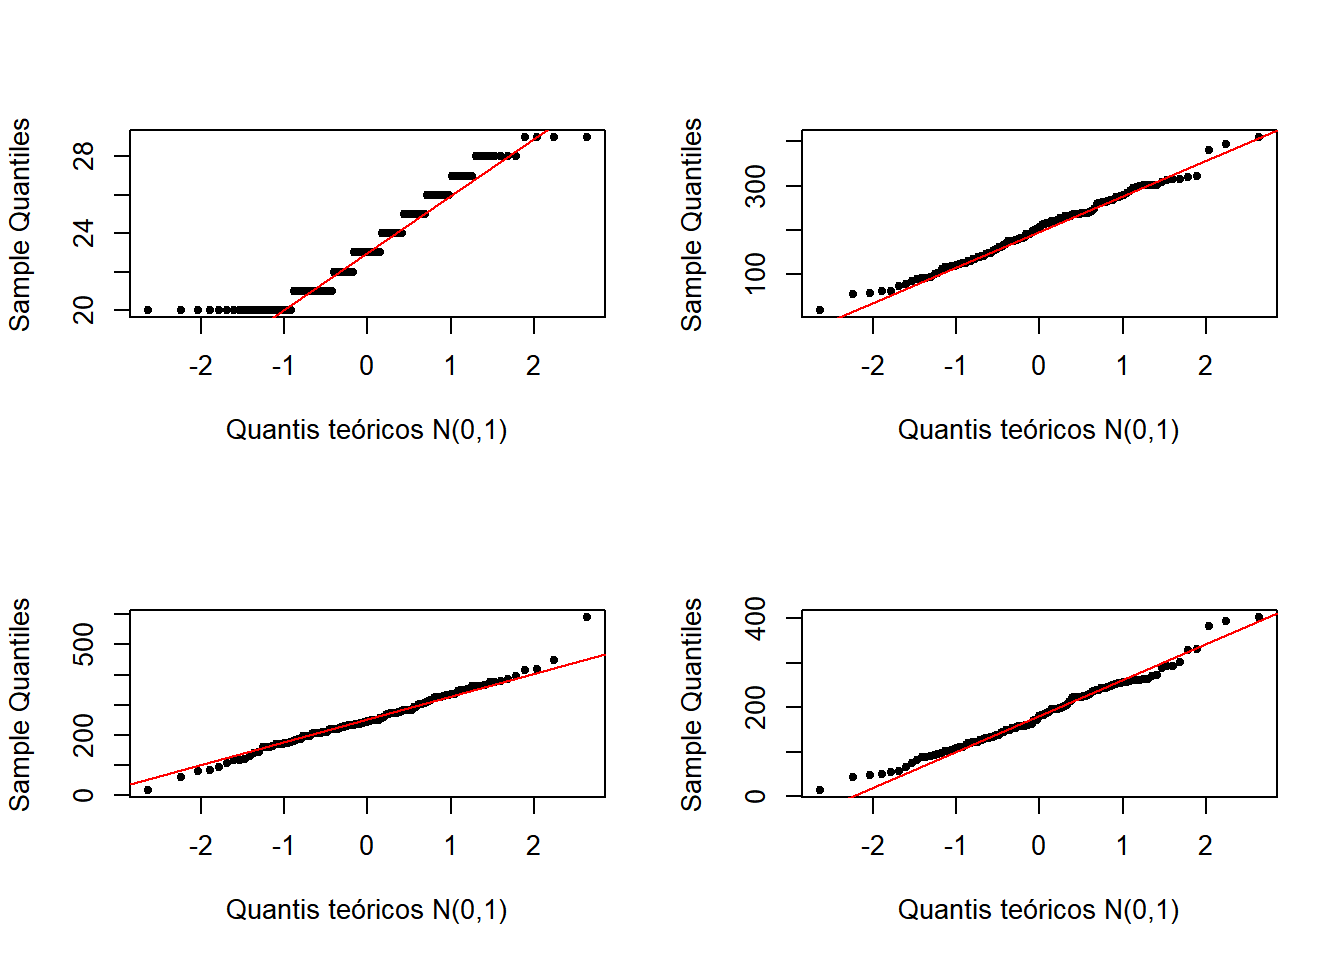 Sample Quantiles
28
24
20
-2 -1 0 1 2
Quantis teóricos N(0,1)
Sample Quantiles
300
100
-2 -1 0 1 2
Quantis teóricos N(0,1)
Sample Quantiles
500
200
0
-2 -1 0 1 2
Quantis teóricos N(0,1)
Sample Quantiles
400
200
0
-2 -1 0 1 2
Quantis teóricos N(0,1)